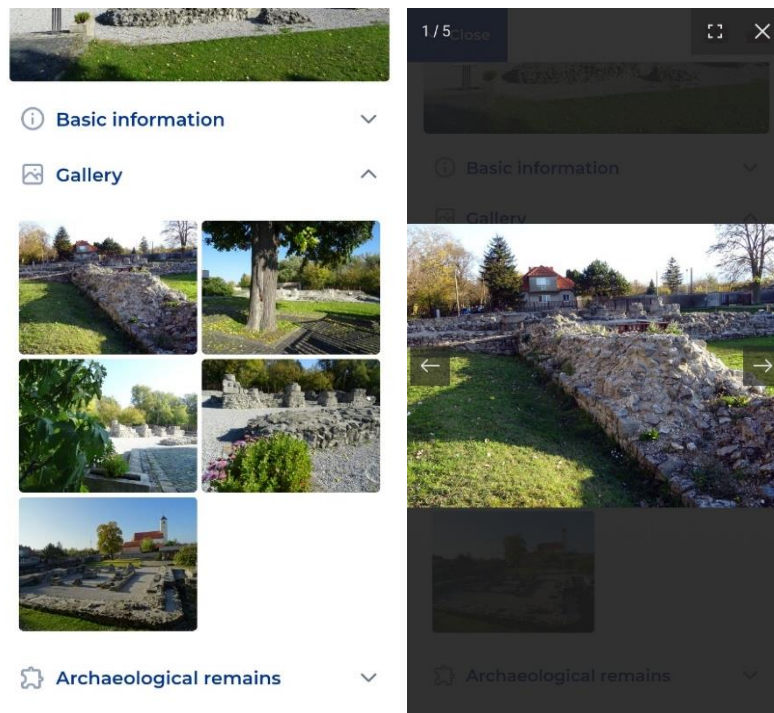 Basic information
Gallery
Archaeological remains
1 / 5
Close
Basic information
Gallery
Archaeological remains